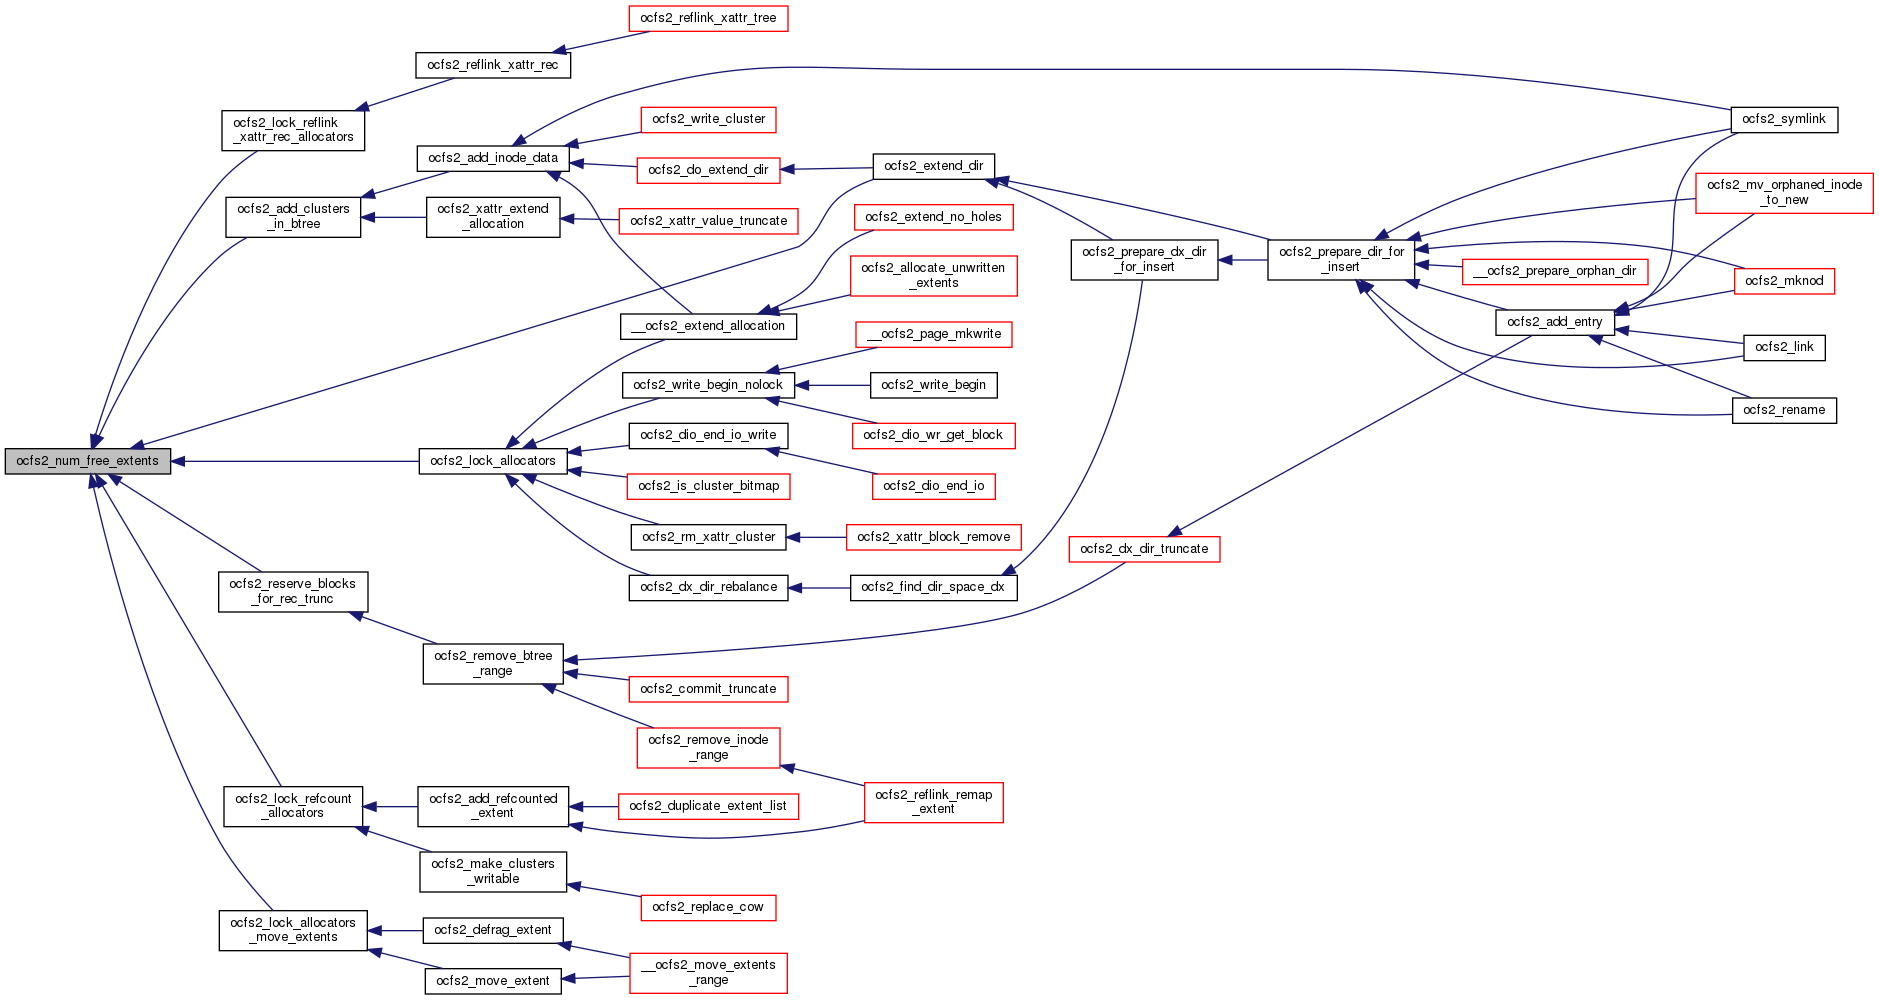 ocfs2_reflink_xattr_tree
ocfs2_reflink_xattr_rec
ocfs2_lock_reflink
_xattr_rec_allocators
ocfs2_write_cluster
ocfs2_symlink
ocfs2_add_inode_data
ocfs2_do_extend_dir
ocfs2_extend_dir
ocfs2_mv_orphaned_inode
_to_new
ocfs2_add_clusters
_in_btree
ocfs2_xattr_extend
_allocation
ocfs2_xattr_value_truncate
ocfs2_extend_no_holes
ocfs2_prepare_dx_dir
_for_insert
ocfs2_prepare_dir_for
_insert
ocfs2_allocate_unwritten
_extents
__ocfs2_prepare_orphan_dir
ocfs2_mknod
__ocfs2_extend_allocation
ocfs2_add_entry
__ocfs2_page_mkwrite
ocfs2_link
ocfs2_write_begin_nolock
ocfs2_write_begin
ocfs2_rename
ocfs2_dio_end_io_write
ocfs2_dio_wr_get_block
ocfs2_num_free_extents
ocfs2_lock_allocators
ocfs2_is_cluster_bitmap
ocfs2_dio_end_io
ocfs2_rm_xattr_cluster
ocfs2_xattr_block_remove
ocfs2_dx_dir_truncate
ocfs2_reserve_blocks
_for_rec_trunc
ocfs2_dx_dir_rebalance
ocfs2_find_dir_space_dx
ocfs2_remove_btree
_range
ocfs2_commit_truncate
ocfs2_remove_inode
_range
ocfs2_lock_refcount
_allocators
ocfs2_add_refcounted
_extent
ocfs2_duplicate_extent_list
ocfs2_reflink_remap
_extent
ocfs2_make_clusters
_writable
ocfs2_replace_cow
ocfs2_lock_allocators
_move_extents
ocfs2_defrag_extent
ocfs2_move_extent
__ocfs2_move_extents
_range